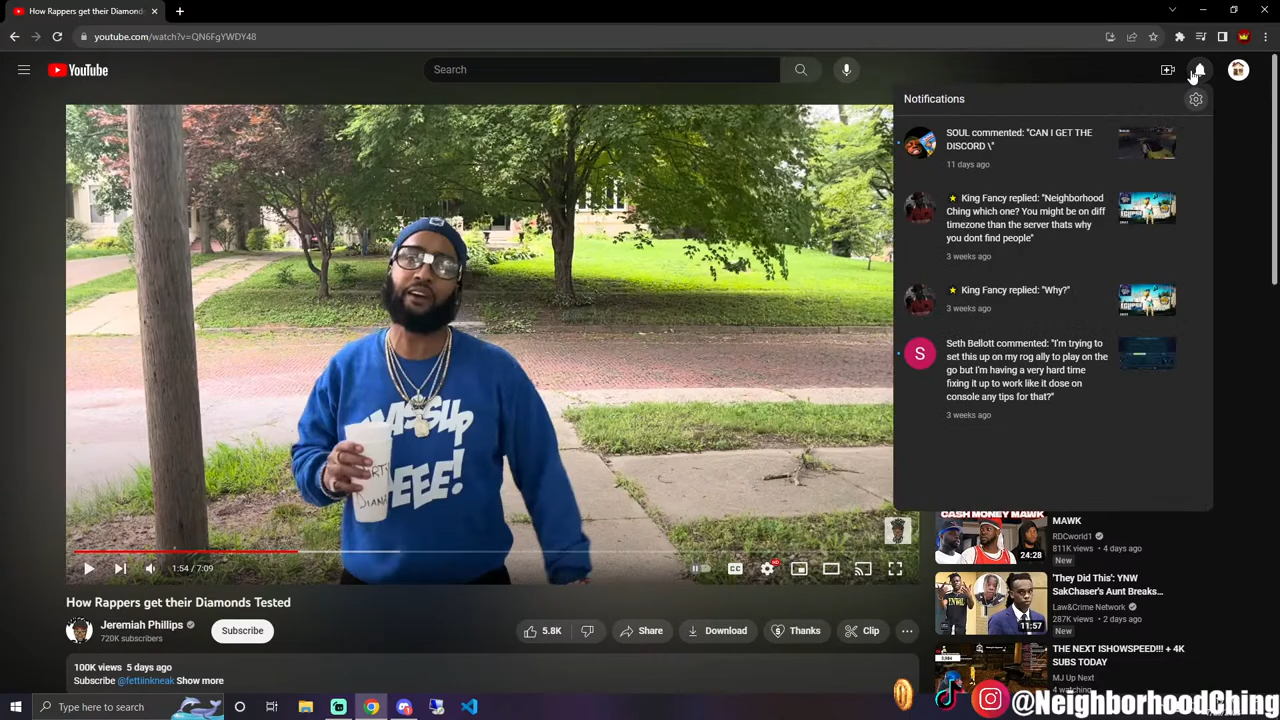 How Rappers get their Diamonds
youtube.com/watch?v=QN6FgYWDY48
YouTube
Search
Notifications
SOUL commented: "CAN I GET THE
DISCORD \"
11 days ago
King Fancy replied: "Neighborhood
Ching which one? You might be on diff
timezone than the server thats why
you dont find people"
3 weeks ago
King Fancy replied: "Why?"
3 weeks ago
S
Seth Bellott commented: "I'm trying to
set this up on my rog ally to play on the
go but I'm having a very hard time
fixing it up to work like it dose on
console any tips for that?"
3 weeks ago
1:54 / 7:09
CC
HD
How Rappers get their Diamonds Tested
Jeremiah Phillips
720K subscribers
Subscribe
5.8K
Share
Download
Thanks
Clip
100K views 5 days ago
Subscribe @fettiinkneak Show more
CASH MONEY MAWK
24:28
MAWK
RDCworld1
811K views • 4 days ago
New
11:57
'They Did This': YNW
SakChaser's Aunt Breaks...
Law&Crime Network
287K views • 2 days ago
New
THE NEXT ISHOWSPEED!!! + 4K
SUBS TODAY
MJ Up Next
4 watching
Type here to search
@NeighborhoodChing